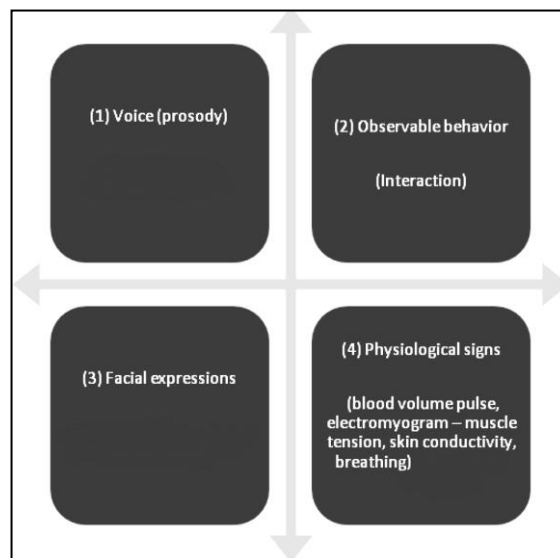 (1) Voice (prosody)
(2) Observable behavior
(Interaction)
(3) Facial expressions
(4) Physiological signs
(blood volume pulse,
electromyogram – muscle
tension, skin conductivity,
breathing)